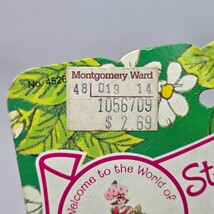 No. 4526
Montgomery Ward
48 019 14
1056709
$ 2.69
St
Welcome to the World of